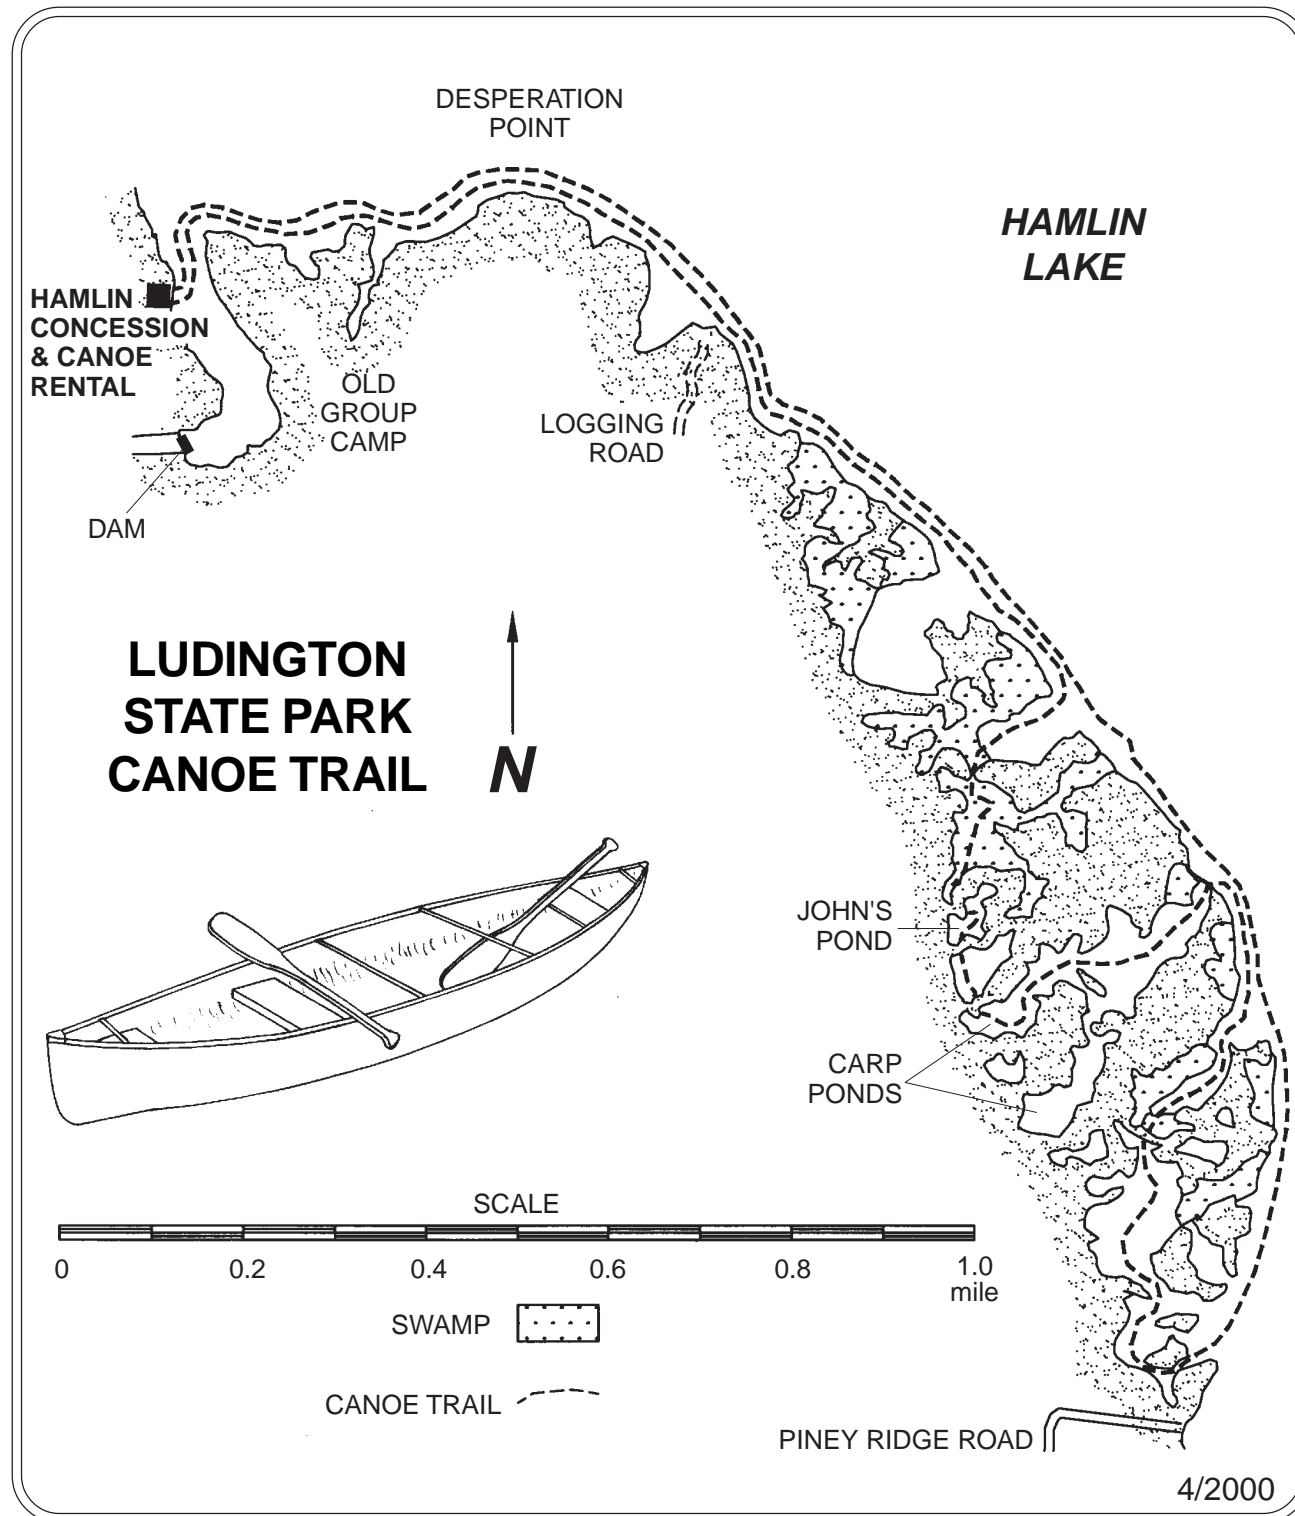 DESPERATION
POINT
HAMLIN
LAKE
HAMLIN
CONCESSION
& CANOE
RENTAL
OLD
GROUP
CAMP
LOGGING
ROAD
DAM
LUDINGTON
STATE PARK
CANOE TRAIL
N
JOHN'S
POND
CARP
PONDS
SCALE
0 0.2 0.4 0.6 0.8 1.0
mile
SWAMP
CANOE TRAIL
PINEY RIDGE ROAD
4/2000